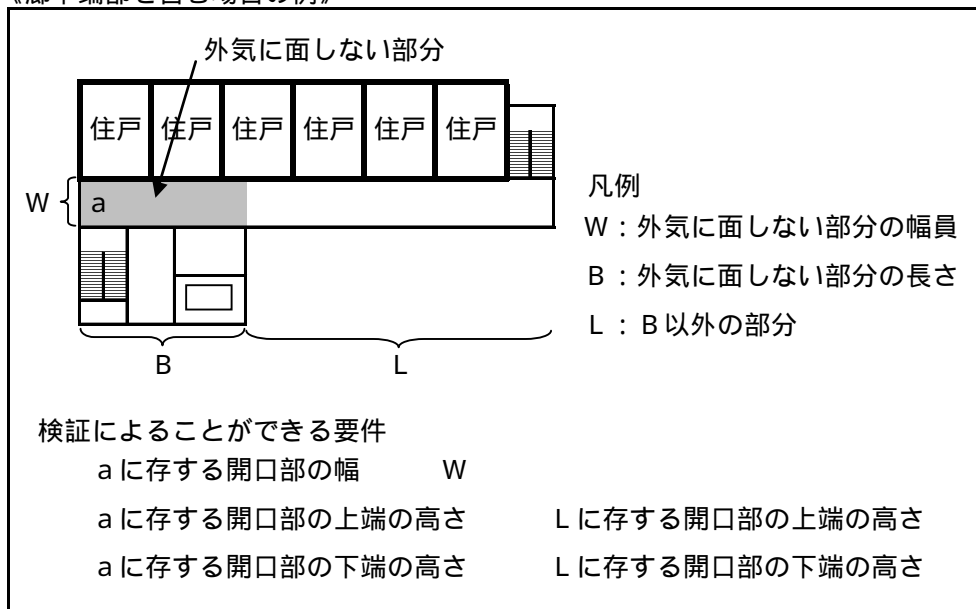 《廊下端部を含む場合の例》
外気に面しない部分
住戸 住戸 住戸 住戸 住戸 住戸
W
a
凡例
W：外気に面しない部分の幅員
B：外気に面しない部分の長さ
L：B以外の部分
B
L
検証によることができる要件
aに存する開口部の幅 W
aに存する開口部の上端の高さ Lに存する開口部の上端の高さ
aに存する開口部の下端の高さ Lに存する開口部の下端の高さ